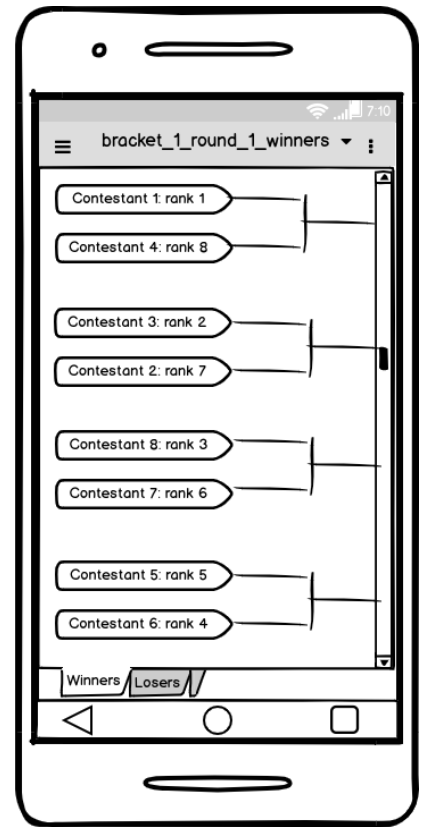 7:10
bracket_1_round_1_winners
Contestant 1: rank 1
Contestant 4: rank 8
Contestant 3: rank 2
Contestant 2: rank 7
Contestant 8: rank 3
Contestant 7: rank 6
Contestant 5: rank 5
Contestant 6: rank 4
Winners Losers